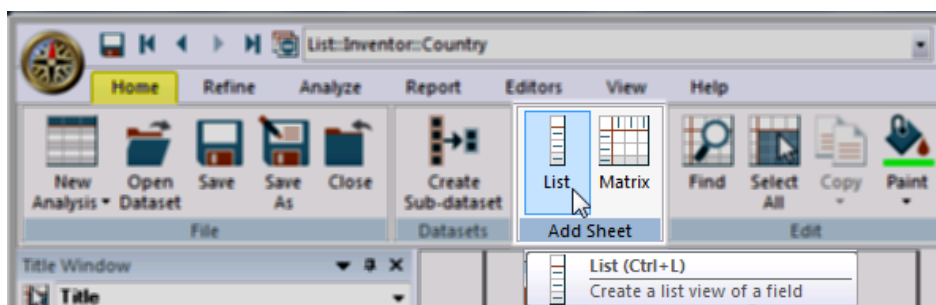 List::Inventor::Country
Home Refine Analyze Report Editors View Help
New Analysis Open Dataset Save Save As Close Create Sub-dataset List Matrix Find Select All Copy Paint
File Datasets Add Sheet Edit
Title Window List (Ctrl+L)
Title Create a list view of a field